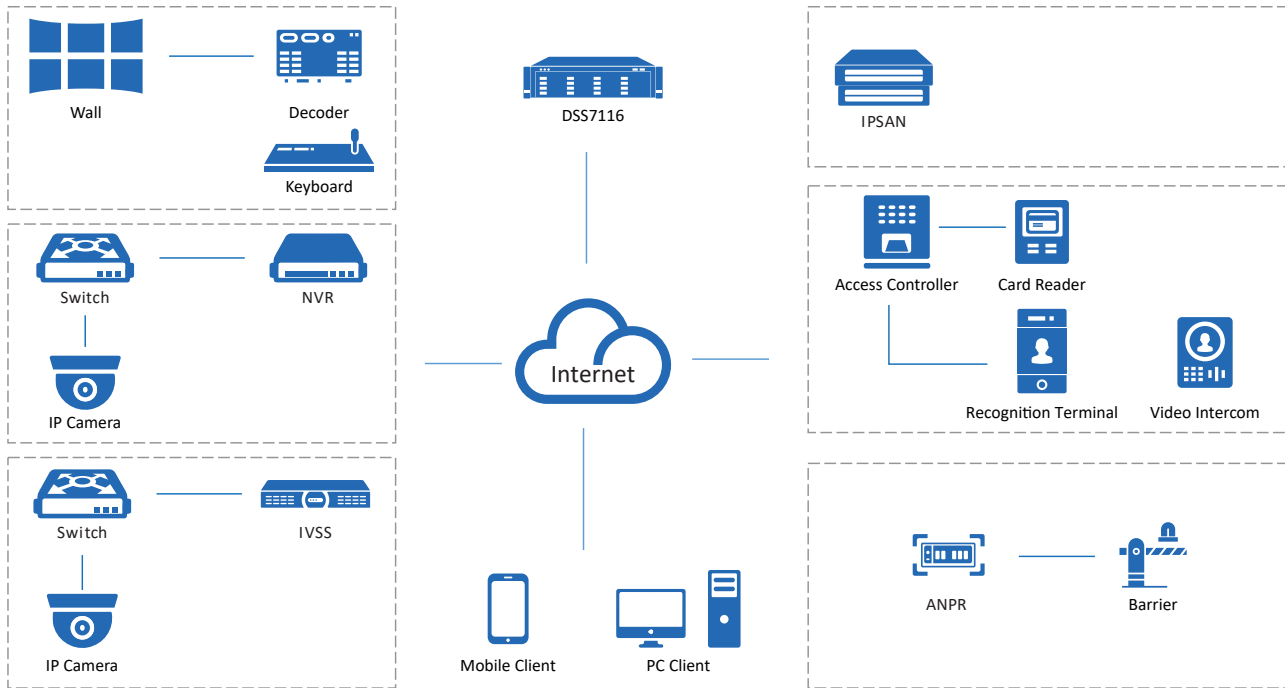 Wall
Decoder
Keyboard
Switch
NVR
IP Camera
Switch
IVSS
IP Camera
DSS7116
Internet
Mobile Client
PC Client
IPSAN
Access Controller
Card Reader
Recognition Terminal
Video Intercom
ANPR
Barrier